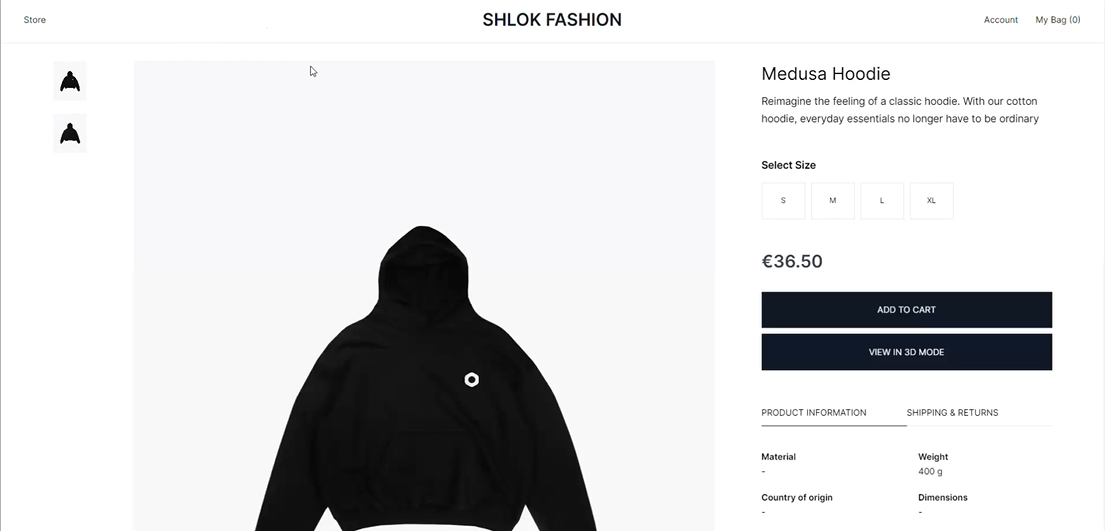 Store
SHLOK FASHION
Account
My Bag (0)
Medusa Hoodie
Reimagine the feeling of a classic hoodie. With our cotton
hoodie, everyday essentials no longer have to be ordinary
Select Size
S
M
L
XL
€36.50
ADD TO CART
VIEW IN 3D MODE
PRODUCT INFORMATION
SHIPPING & RETURNS
Material
-
Weight
400 g
Country of origin
-
Dimensions
-